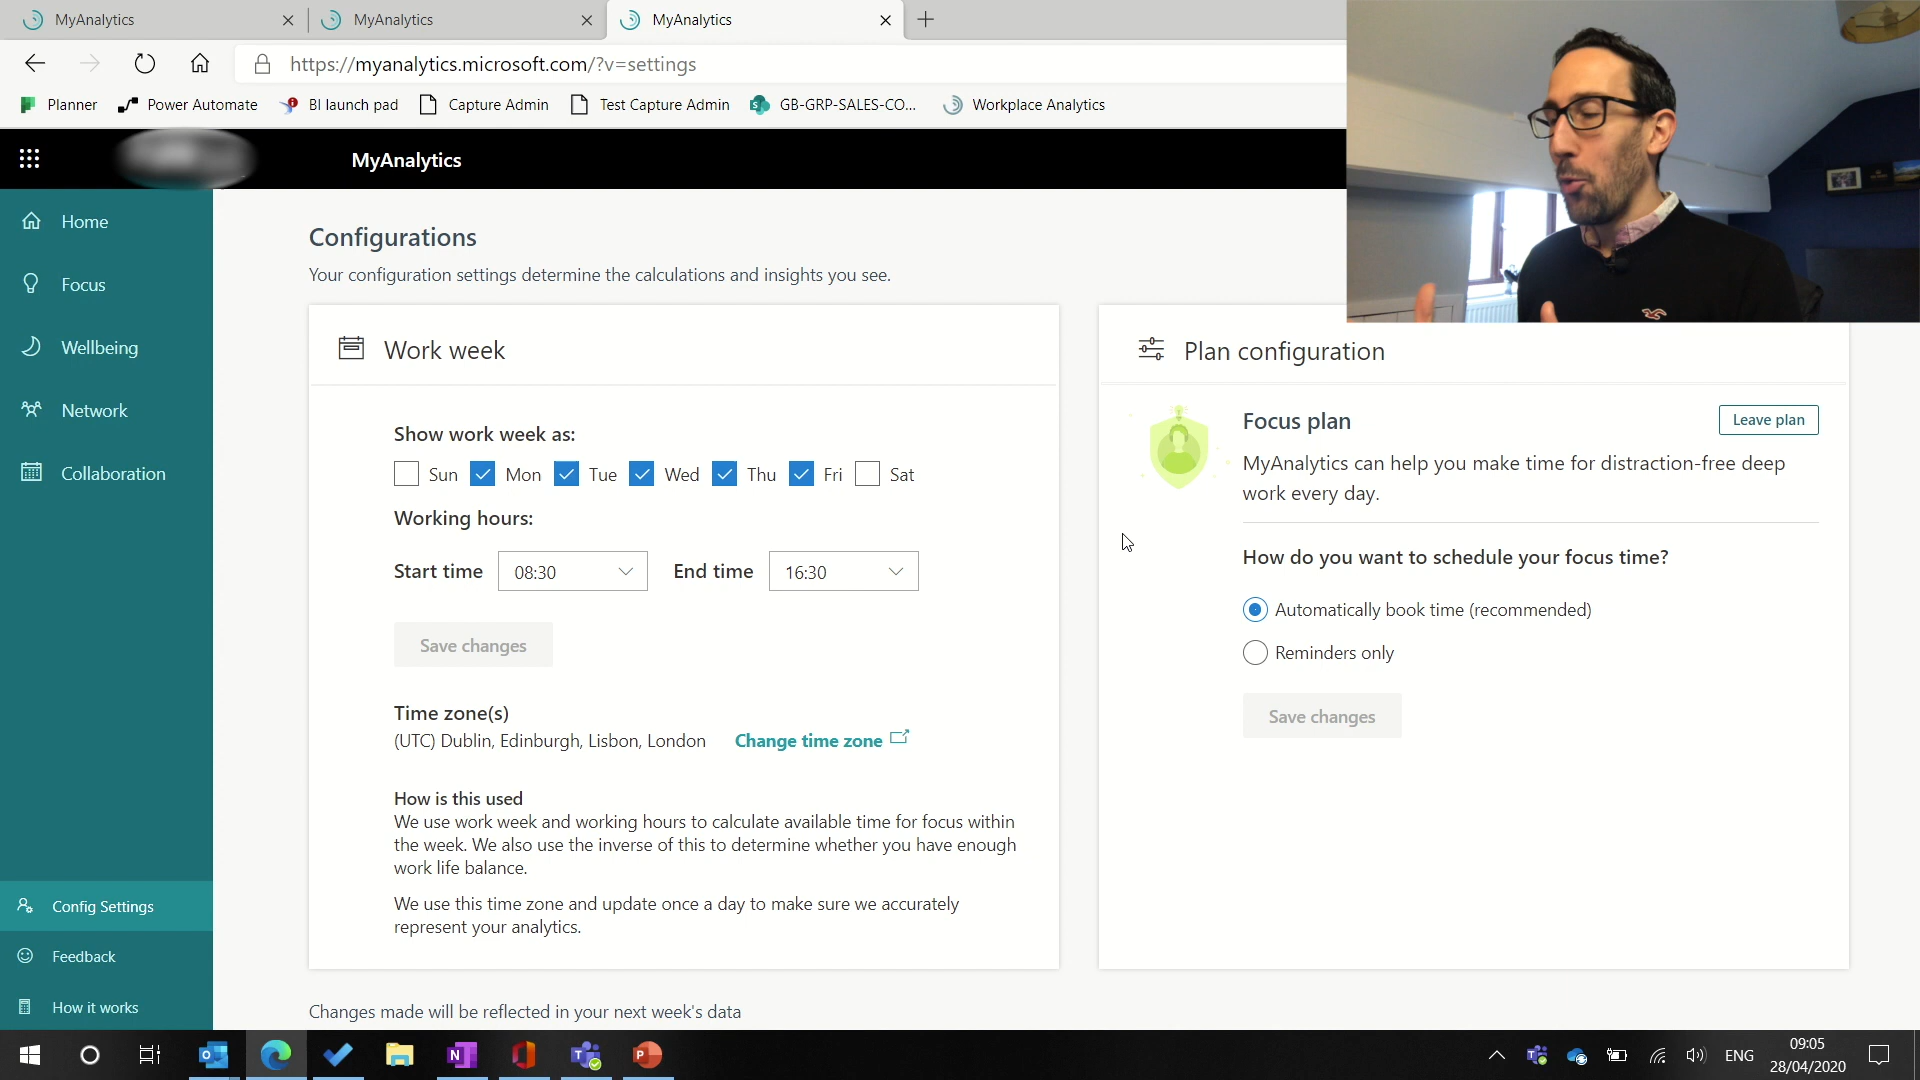 MyAnalytics
MyAnalytics
MyAnalytics
https://myanalytics.microsoft.com/?v=settings
Planner
Power Automate
BI launch pad
Capture Admin
Test Capture Admin
GB-GRP-SALES-CO...
Workplace Analytics
MyAnalytics
Home
Focus
Wellbeing
Network
Collaboration
Config Settings
Feedback
How it works
Configurations
Your configuration settings determine the calculations and insights you see.
Work week
Show work week as:
Sun Mon Tue Wed Thu Fri Sat
Working hours:
Start time 08:30 End time 16:30
Save changes
Time zone(s)
(UTC) Dublin, Edinburgh, Lisbon, London Change time zone
How is this used
We use work week and working hours to calculate available time for focus within
the week. We also use the inverse of this to determine whether you have enough
work life balance.
We use this time zone and update once a day to make sure we accurately
represent your analytics.
Plan configuration
Focus plan
Leave plan
MyAnalytics can help you make time for distraction-free deep
work every day.
How do you want to schedule your focus time?
Automatically book time (recommended)
Reminders only
Save changes
Changes made will be reflected in your next week's data
ENG
09:05
28/04/2020